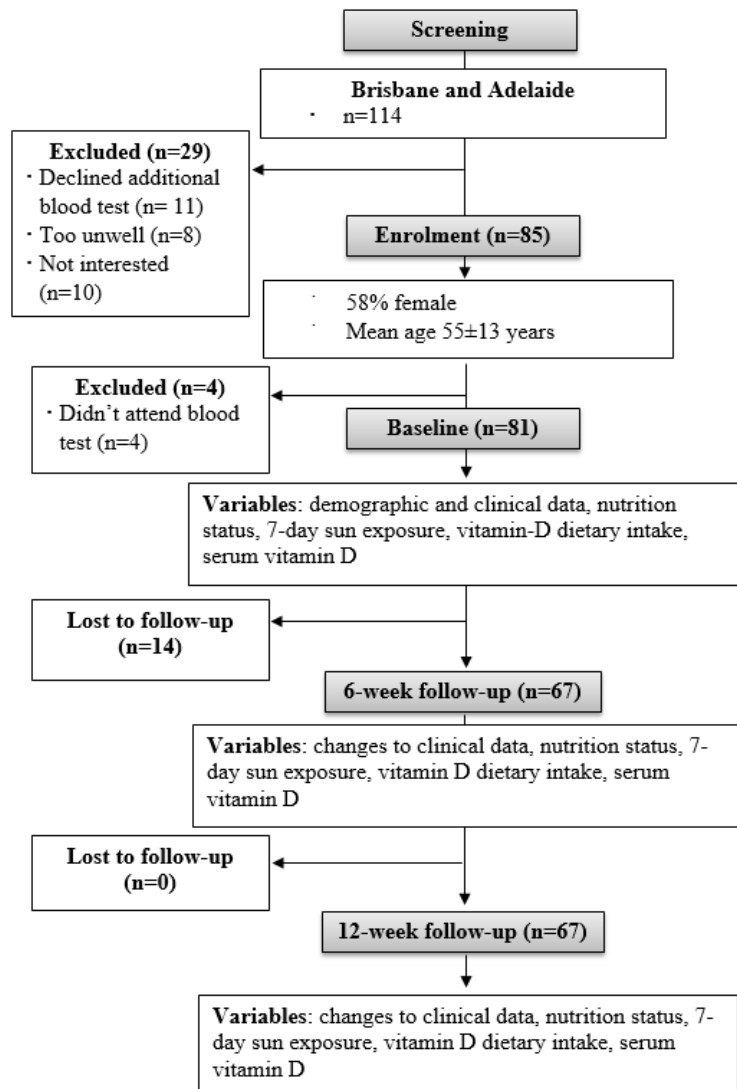 Screening
Brisbane and Adelaide
· n=114
Excluded (n=29)
· Declined additional
blood test (n= 11)
· Too unwell (n=8)
· Not interested
(n=10)
Enrolment (n=85)
· 58% female
· Mean age 55±13 years
Excluded (n=4)
· Didn’t attend blood
test (n=4)
Baseline (n=81)
Variables: demographic and clinical data, nutrition
status, 7-day sun exposure, vitamin-D dietary intake,
serum vitamin D
Lost to follow-up
(n=14)
6-week follow-up (n=67)
Variables: changes to clinical data, nutrition status, 7-
day sun exposure, vitamin D dietary intake, serum
vitamin D
Lost to follow-up
(n=0)
12-week follow-up (n=67)
Variables: changes to clinical data, nutrition status, 7-
day sun exposure, vitamin D dietary intake, serum
vitamin D